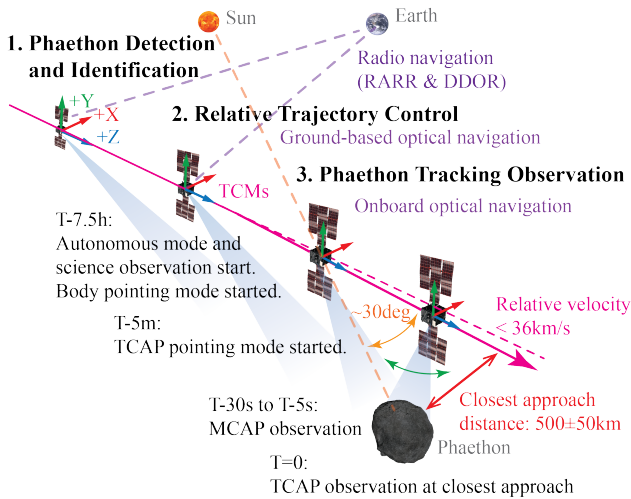 Sun
Earth
1. Phaethon Detection
and Identification
Radio navigation
(RARR & DDOR)
+Y
+X
+Z
2. Relative Trajectory Control
Ground-based optical navigation
TCMs
3. Phaethon Tracking Observation
Onboard optical navigation
T-7.5h:
Autonomous mode and
science observation start.
Body pointing mode started.
~30deg
Relative velocity
< 36km/s
T-5m:
TCAP pointing mode started.
Closest approach
distance: 500±50km
T-30s to T-5s:
MCAP observation
Phaethon
T=0:
TCAP observation at closest approach